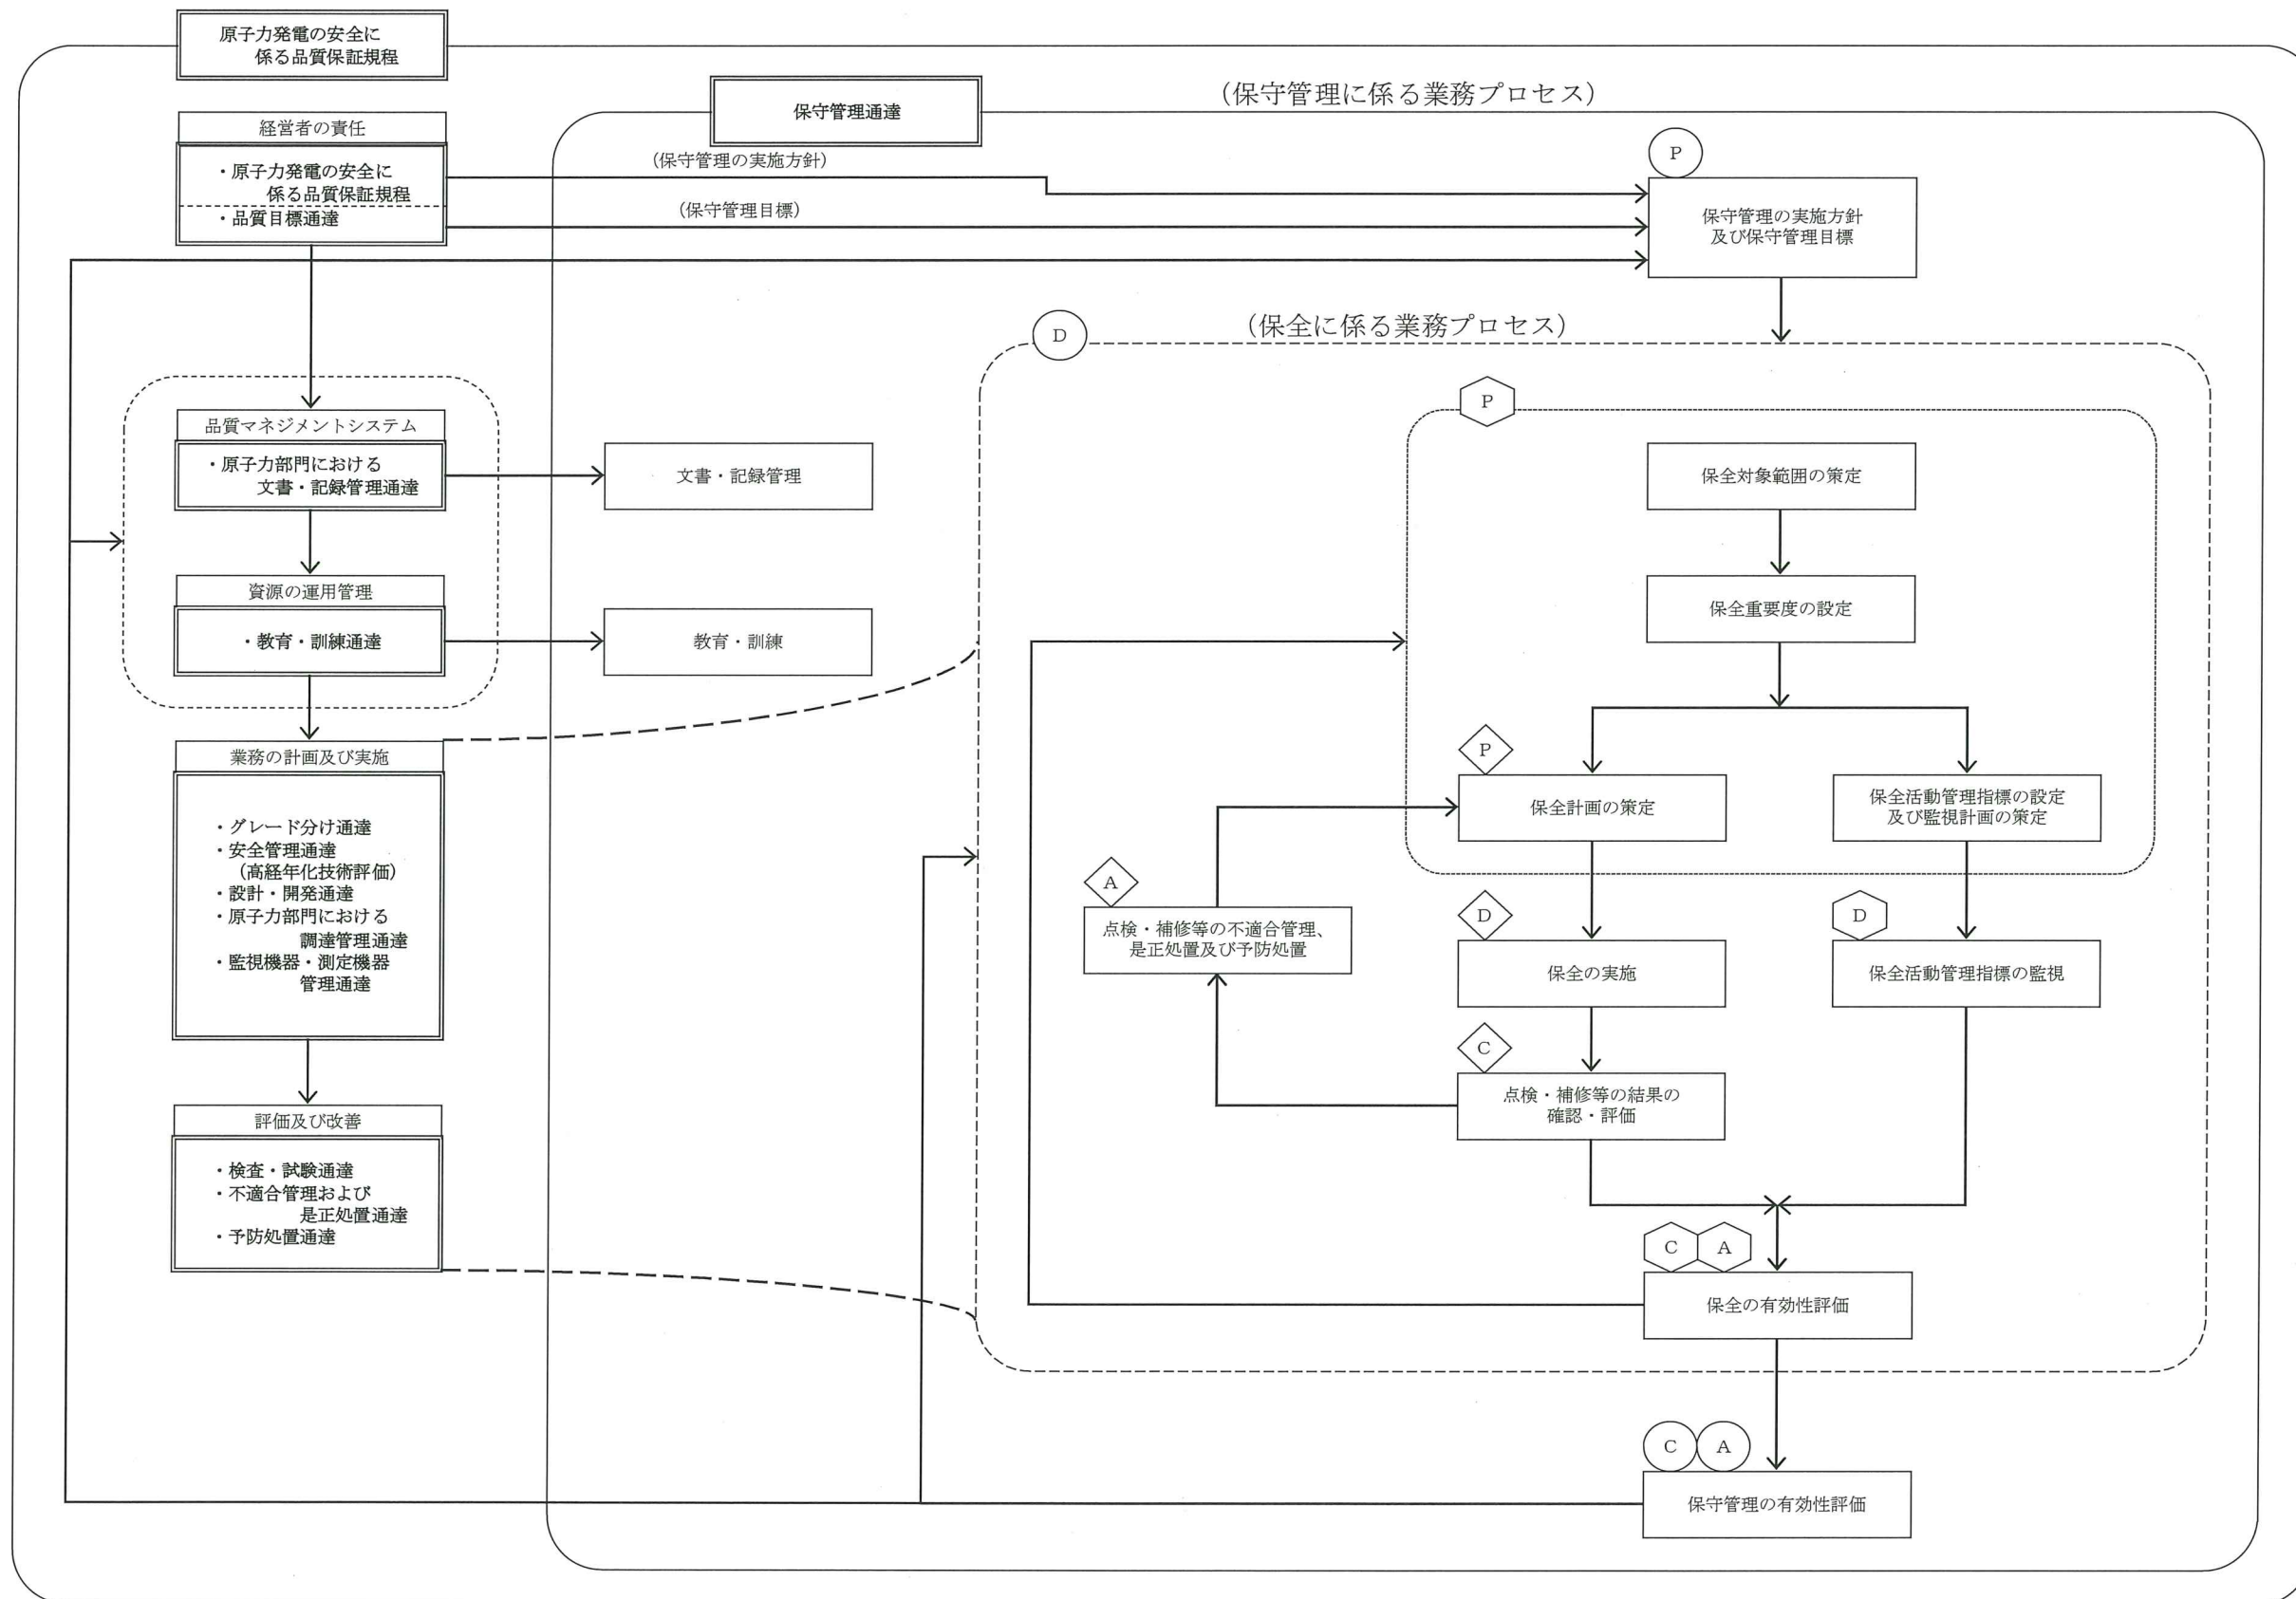 原子力発電の安全に
係る品質保証規程
保守管理通達
（保守管理に係る業務プロセス）
経営者の責任
・原子力発電の安全に
係る品質保証規程
・品質目標通達
（保守管理の実施方針）
（保守管理目標）
P
保守管理の実施方針
及び保守管理目標
D
（保全に係る業務プロセス）
品質マネジメントシステム
・原子力部門における
文書・記録管理通達
文書・記録管理
資源の運用管理
・教育・訓練通達
教育・訓練
業務の計画及び実施
・グレード分け通達
・安全管理通達
（高経年化技術評価）
・設計・開発通達
・原子力部門における
調達管理通達
・監視機器・測定機器
管理通達
評価及び改善
・検査・試験通達
・不適合管理および
是正処置通達
・予防処置通達
P
保全対象範囲の策定
保全重要度の設定
P
保全計画の策定
保全活動管理指標の設定
及び監視計画の策定
A
点検・補修等の不適合管理、
是正処置及び予防処置
D
保全の実施
D
保全活動管理指標の監視
C
点検・補修等の結果の
確認・評価
C A
保全の有効性評価
C A
保守管理の有効性評価